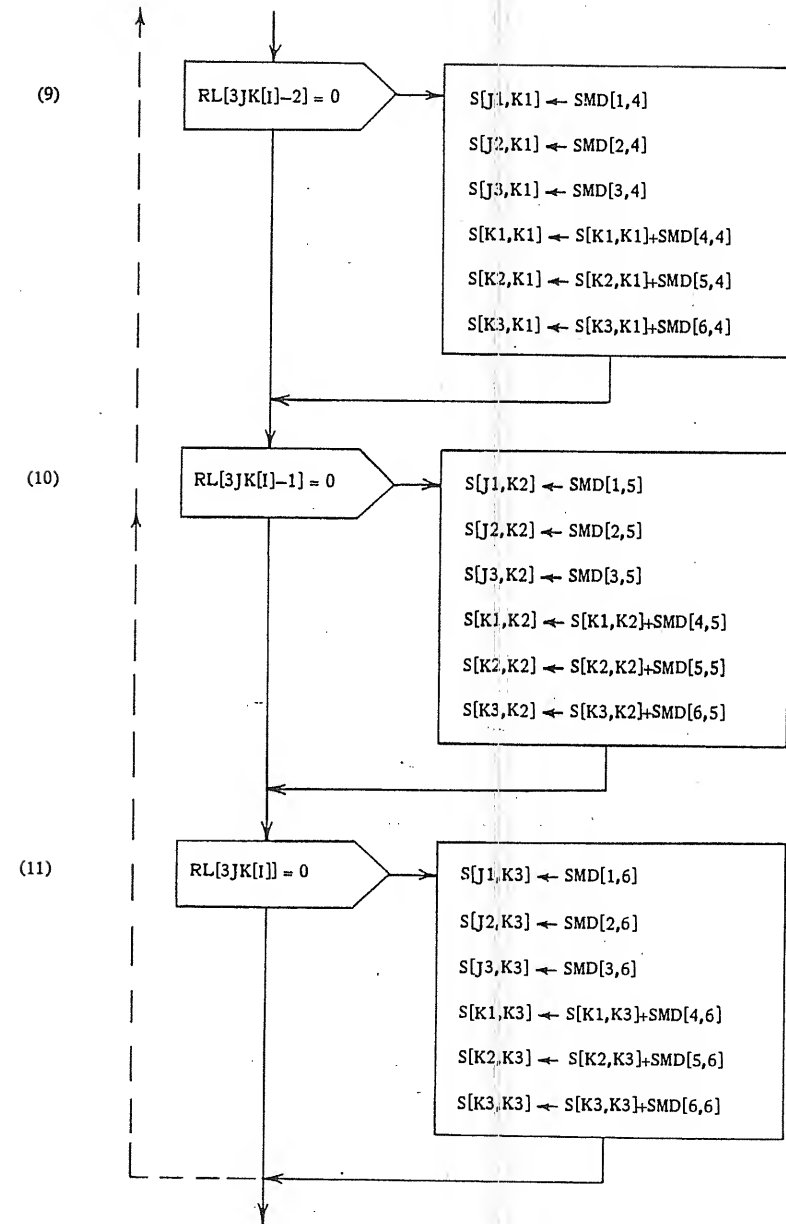 (9)
RL[3JK[I]−2] = 0
S[J1,K1] ← SMD[1,4]
S[J2,K1] ← SMD[2,4]
S[J3,K1] ← SMD[3,4]
S[K1,K1] ← S[K1,K1]+SMD[4,4]
S[K2,K1] ← S[K2,K1]+SMD[5,4]
S[K3,K1] ← S[K3,K1]+SMD[6,4]
(10)
RL[3JK[I]−1] = 0
S[J1,K2] ← SMD[1,5]
S[J2,K2] ← SMD[2,5]
S[J3,K2] ← SMD[3,5]
S[K1,K2] ← S[K1,K2]+SMD[4,5]
S[K2,K2] ← S[K2,K2]+SMD[5,5]
S[K3,K2] ← S[K3,K2]+SMD[6,5]
(11)
RL[3JK[I]] = 0
S[J1,K3] ← SMD[1,6]
S[J2,K3] ← SMD[2,6]
S[J3,K3] ← SMD[3,6]
S[K1,K3] ← S[K1,K3]+SMD[4,6]
S[K2,K3] ← S[K2,K3]+SMD[5,6]
S[K3,K3] ← S[K3,K3]+SMD[6,6]